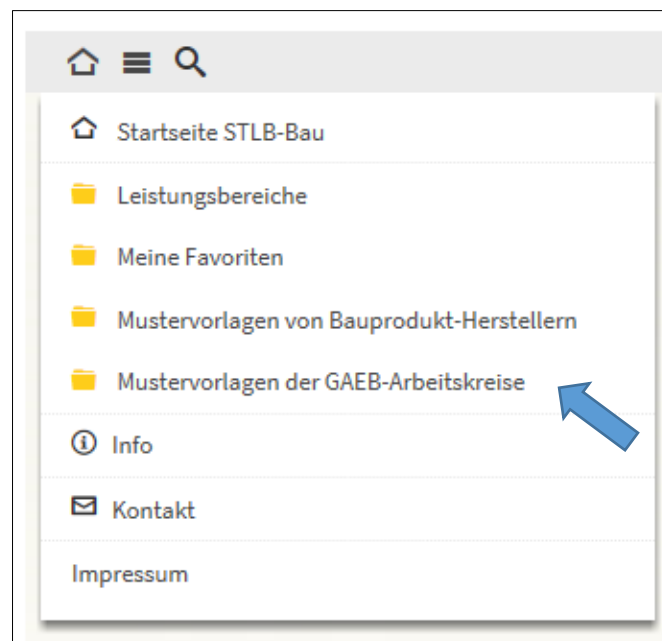 Startseite STLB-Bau
Leistungsbereiche
Meine Favoriten
Mustervorlagen von Bauprodukt-Herstellern
Mustervorlagen der GAEB-Arbeitskreise
Info
Kontakt
Impressum